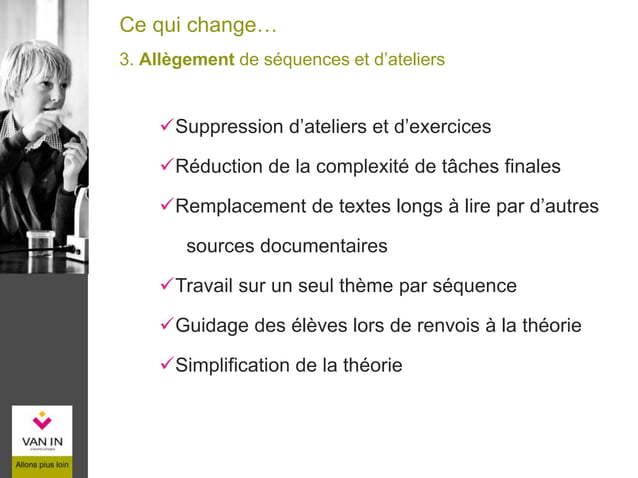 Ce qui change…
3. Allègement de séquences et d’ateliers
✓Suppression d’ateliers et d’exercices
✓Réduction de la complexité de tâches finales
✓Remplacement de textes longs à lire par d’autres
sources documentaires
✓Travail sur un seul thème par séquence
✓Guidage des élèves lors de renvois à la théorie
✓Simplification de la théorie
VAN IN
Allons plus loin